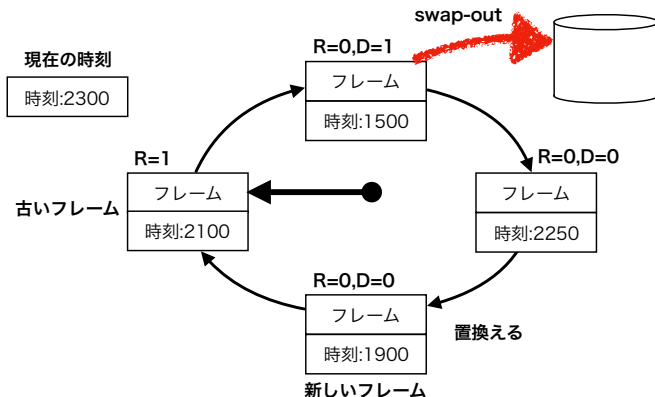 swap-out
現在の時刻
時刻:2300
R=0,D=1
フレーム
時刻:1500
R=1
フレーム
時刻:2100
古いフレーム
R=0,D=0
フレーム
時刻:2250
R=0,D=0
フレーム
時刻:1900
置換える
新しいフレーム